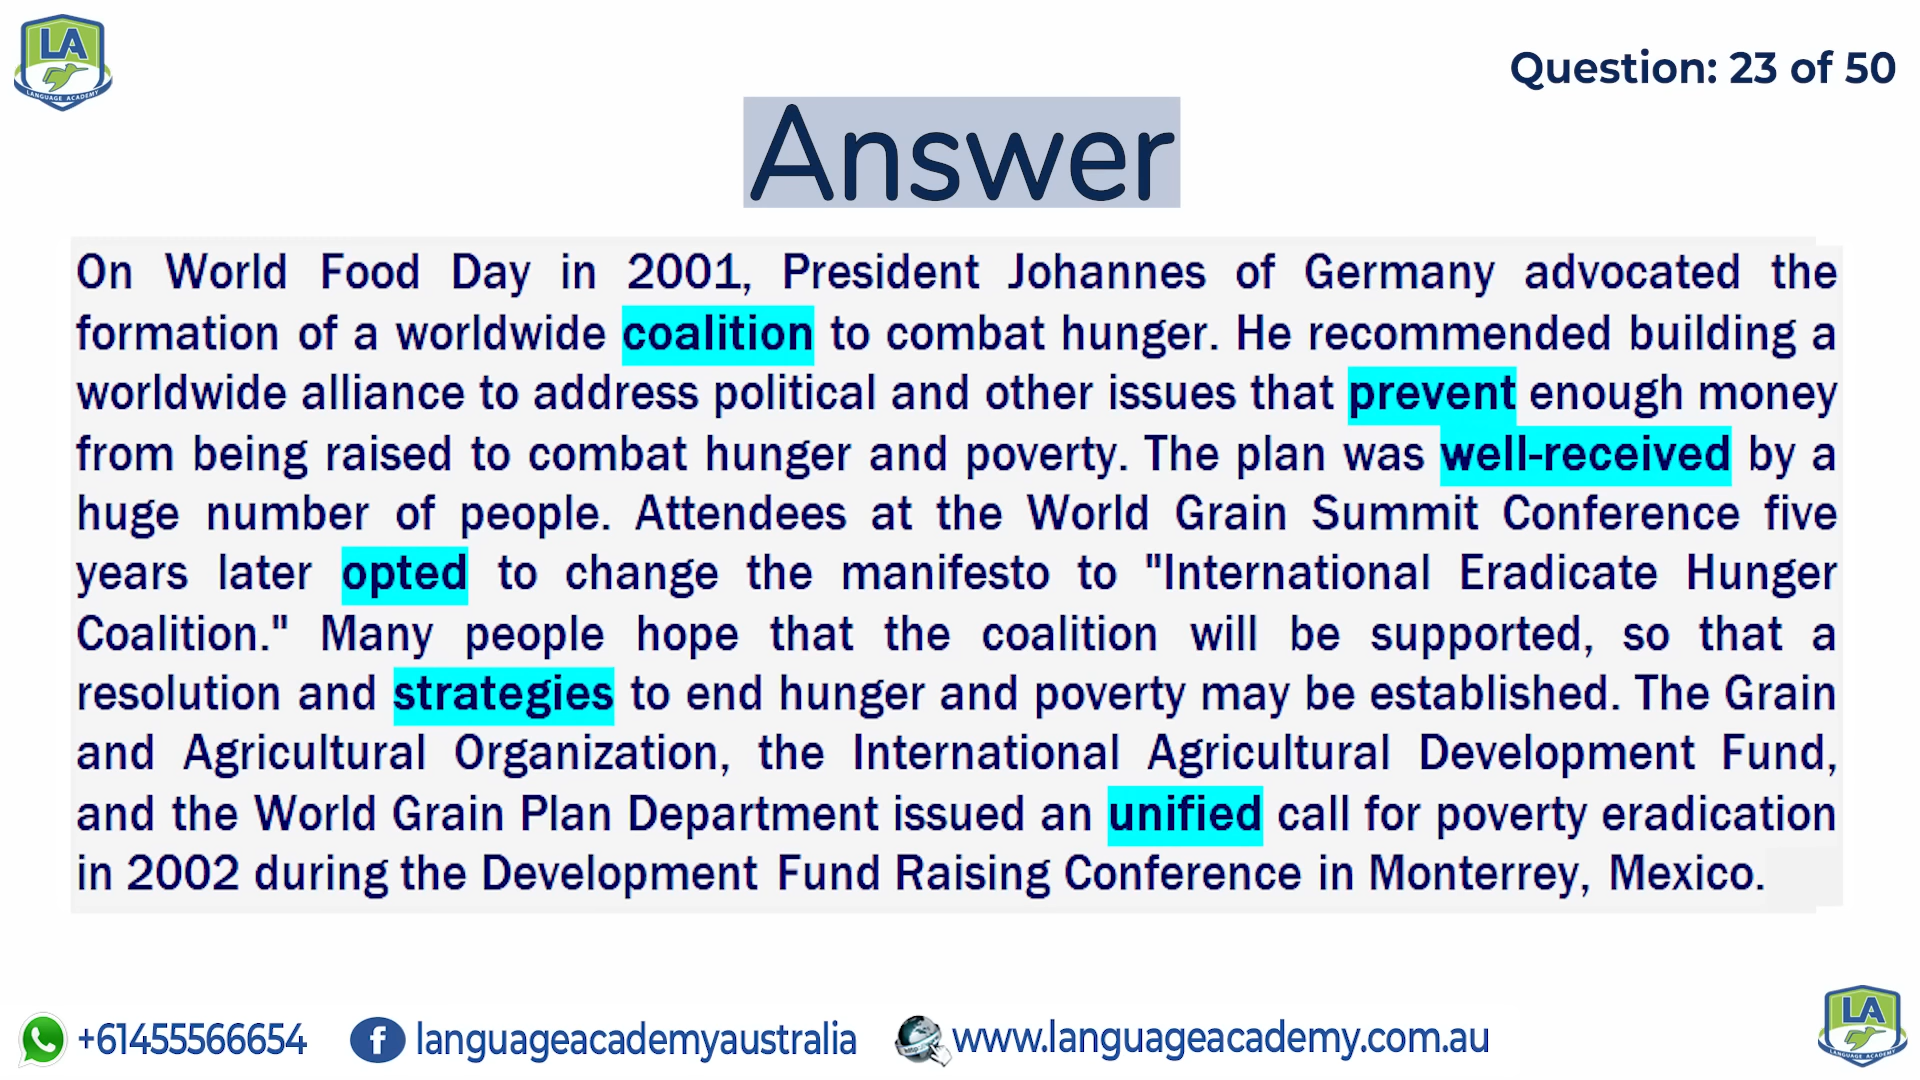 LA
LANGUAGE ACADEMY
Question: 23 of 50
Answer
On World Food Day in 2001, President Johannes of Germany advocated the
formation of a worldwide coalition to combat hunger. He recommended building a
worldwide alliance to address political and other issues that prevent enough money
from being raised to combat hunger and poverty. The plan was well-received by a
huge number of people. Attendees at the World Grain Summit Conference five
years later opted to change the manifesto to "International Eradicate Hunger
Coalition." Many people hope that the coalition will be supported, so that a
resolution and strategies to end hunger and poverty may be established. The Grain
and Agricultural Organization, the International Agricultural Development Fund,
and the World Grain Plan Department issued an unified call for poverty eradication
in 2002 during the Development Fund Raising Conference in Monterrey, Mexico.
+61455566654
f languageacademyaustralia
http://
www.languageacademy.com.au
LA
LANGUAGE ACADEMY